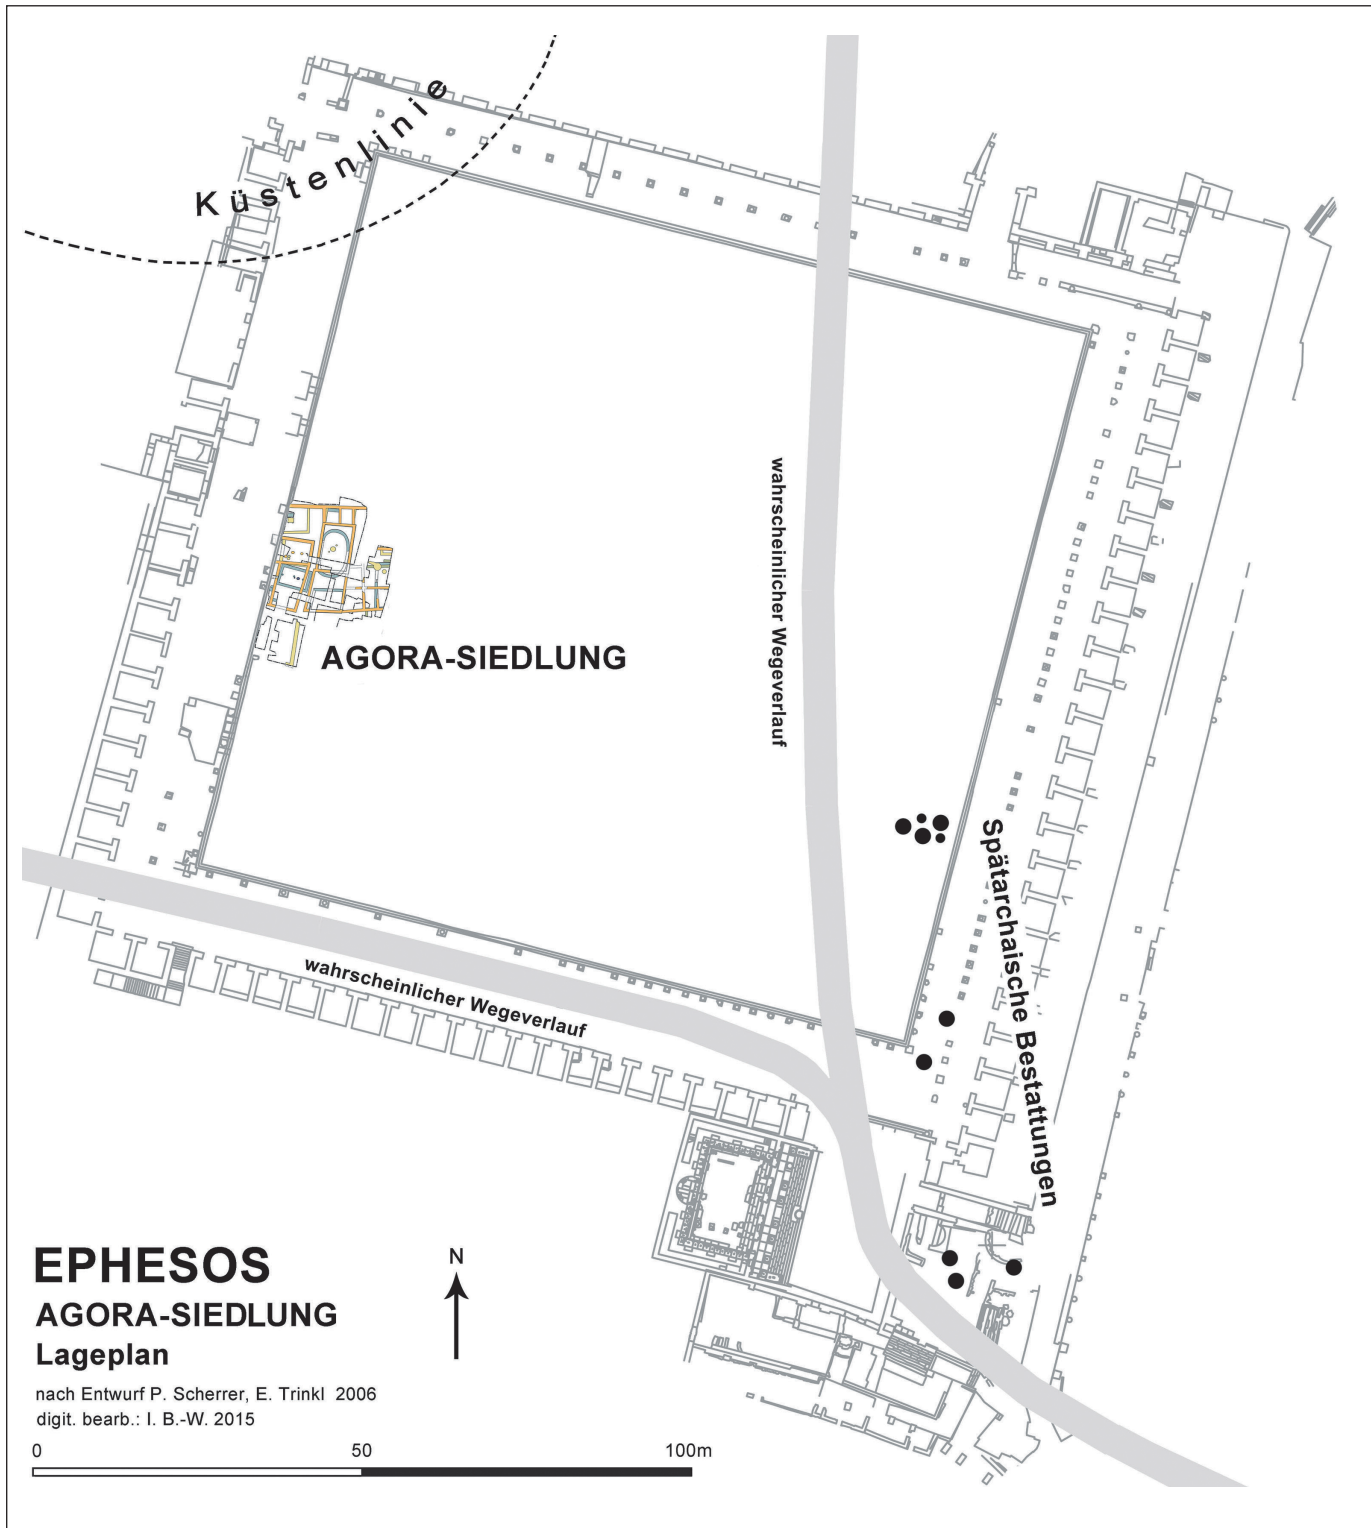 Küstenlinie
wahrscheinlicher Wegeverlauf
AGORA-SIEDLUNG
Spätarchaische Bestattungen
wahrscheinlicher Wegeverlauf
EPHESOS
AGORA-SIEDLUNG
Lageplan
N
nach Entwurf P. Scherrer, E. Trinkl 2006
digit. bearb.: I. B.-W. 2015
0 50 100m